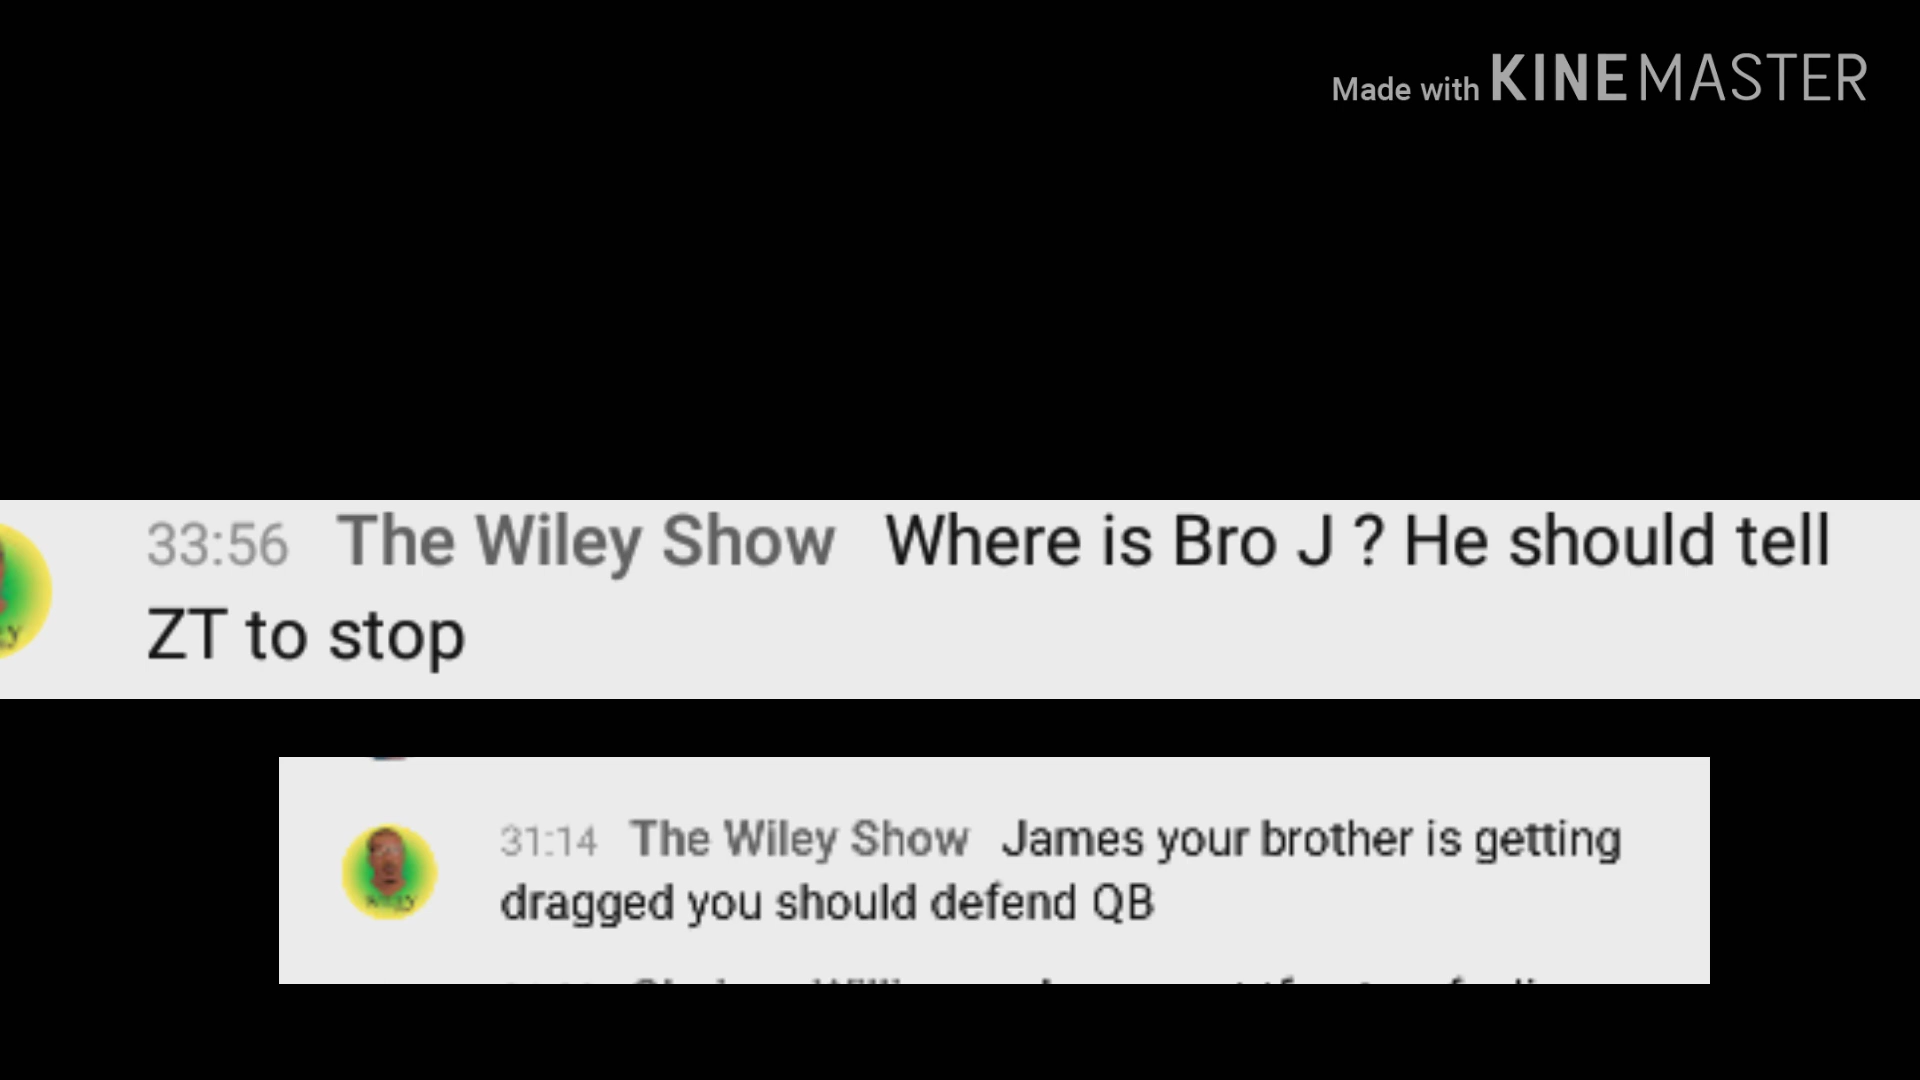 Made with KINEMASTER
33:56 The Wiley Show Where is Bro J ? He should tell
ZT to stop
31:14 The Wiley Show James your brother is getting
dragged you should defend QB